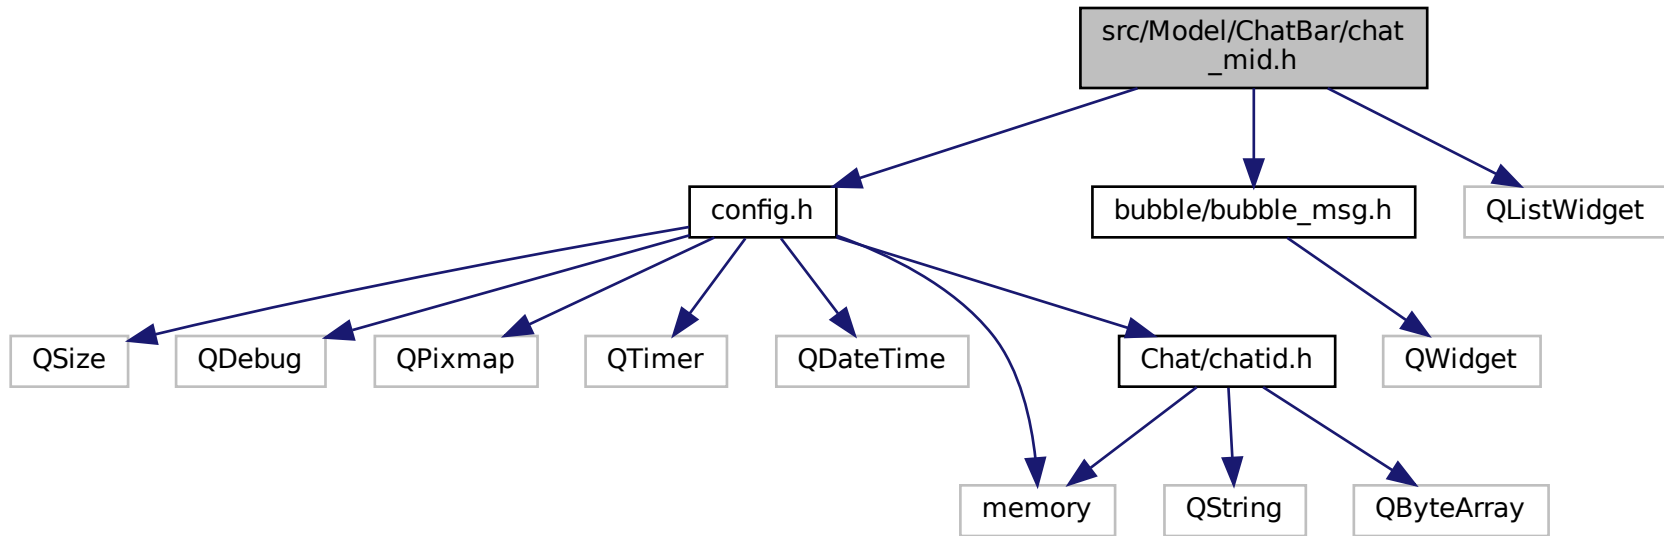 src/Model/ChatBar/chat
_mid.h
config.h
bubble/bubble_msg.h
QListWidget
QSize
QDebug
QPixmap
QTimer
QDateTime
Chat/chatid.h
QWidget
memory
QString
QByteArray